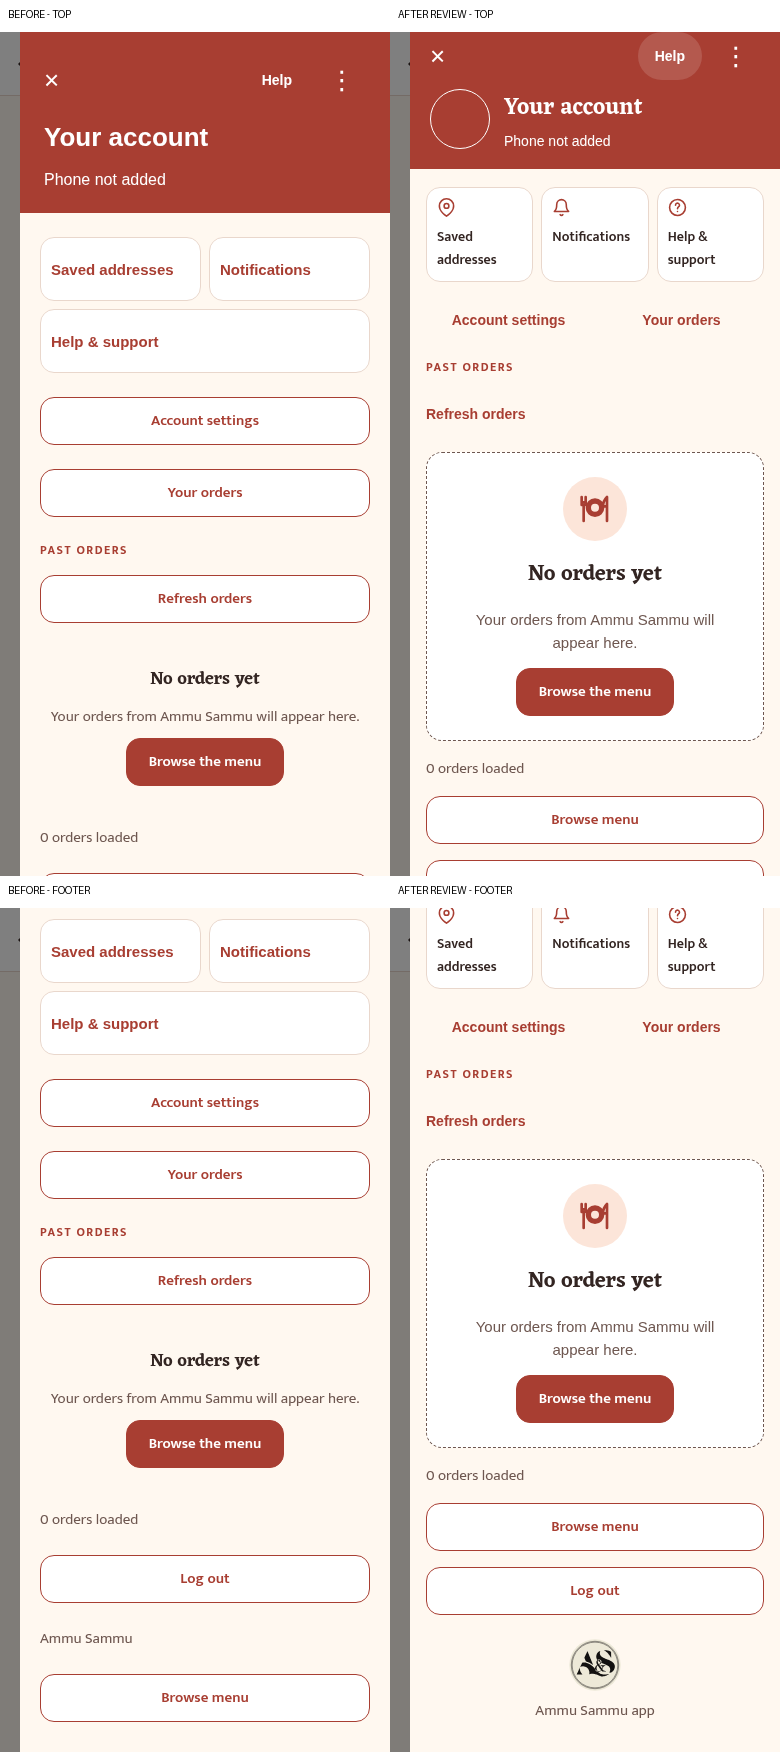 BEFORE - TOP
✕
Help
⋮
Your account
Phone not added
Saved addresses
Notifications
Help & support
Account settings
Your orders
PAST ORDERS
Refresh orders
No orders yet
Your orders from Ammu Sammu will appear here.
Browse the menu
0 orders loaded
AFTER REVIEW - TOP
✕
Help
⋮
Your account
Phone not added
Saved
addresses
Notifications
Help &
support
Account settings
Your orders
PAST ORDERS
Refresh orders
No orders yet
Your orders from Ammu Sammu will
appear here.
Browse the menu
0 orders loaded
Browse menu
BEFORE - FOOTER
Saved addresses
Notifications
Help & support
Account settings
Your orders
PAST ORDERS
Refresh orders
No orders yet
Your orders from Ammu Sammu will appear here.
Browse the menu
0 orders loaded
Log out
Ammu Sammu
Browse menu
AFTER REVIEW - FOOTER
Saved
addresses
Notifications
Help &
support
Account settings
Your orders
PAST ORDERS
Refresh orders
No orders yet
Your orders from Ammu Sammu will
appear here.
Browse the menu
0 orders loaded
Browse menu
Log out
A&S
Ammu Sammu app